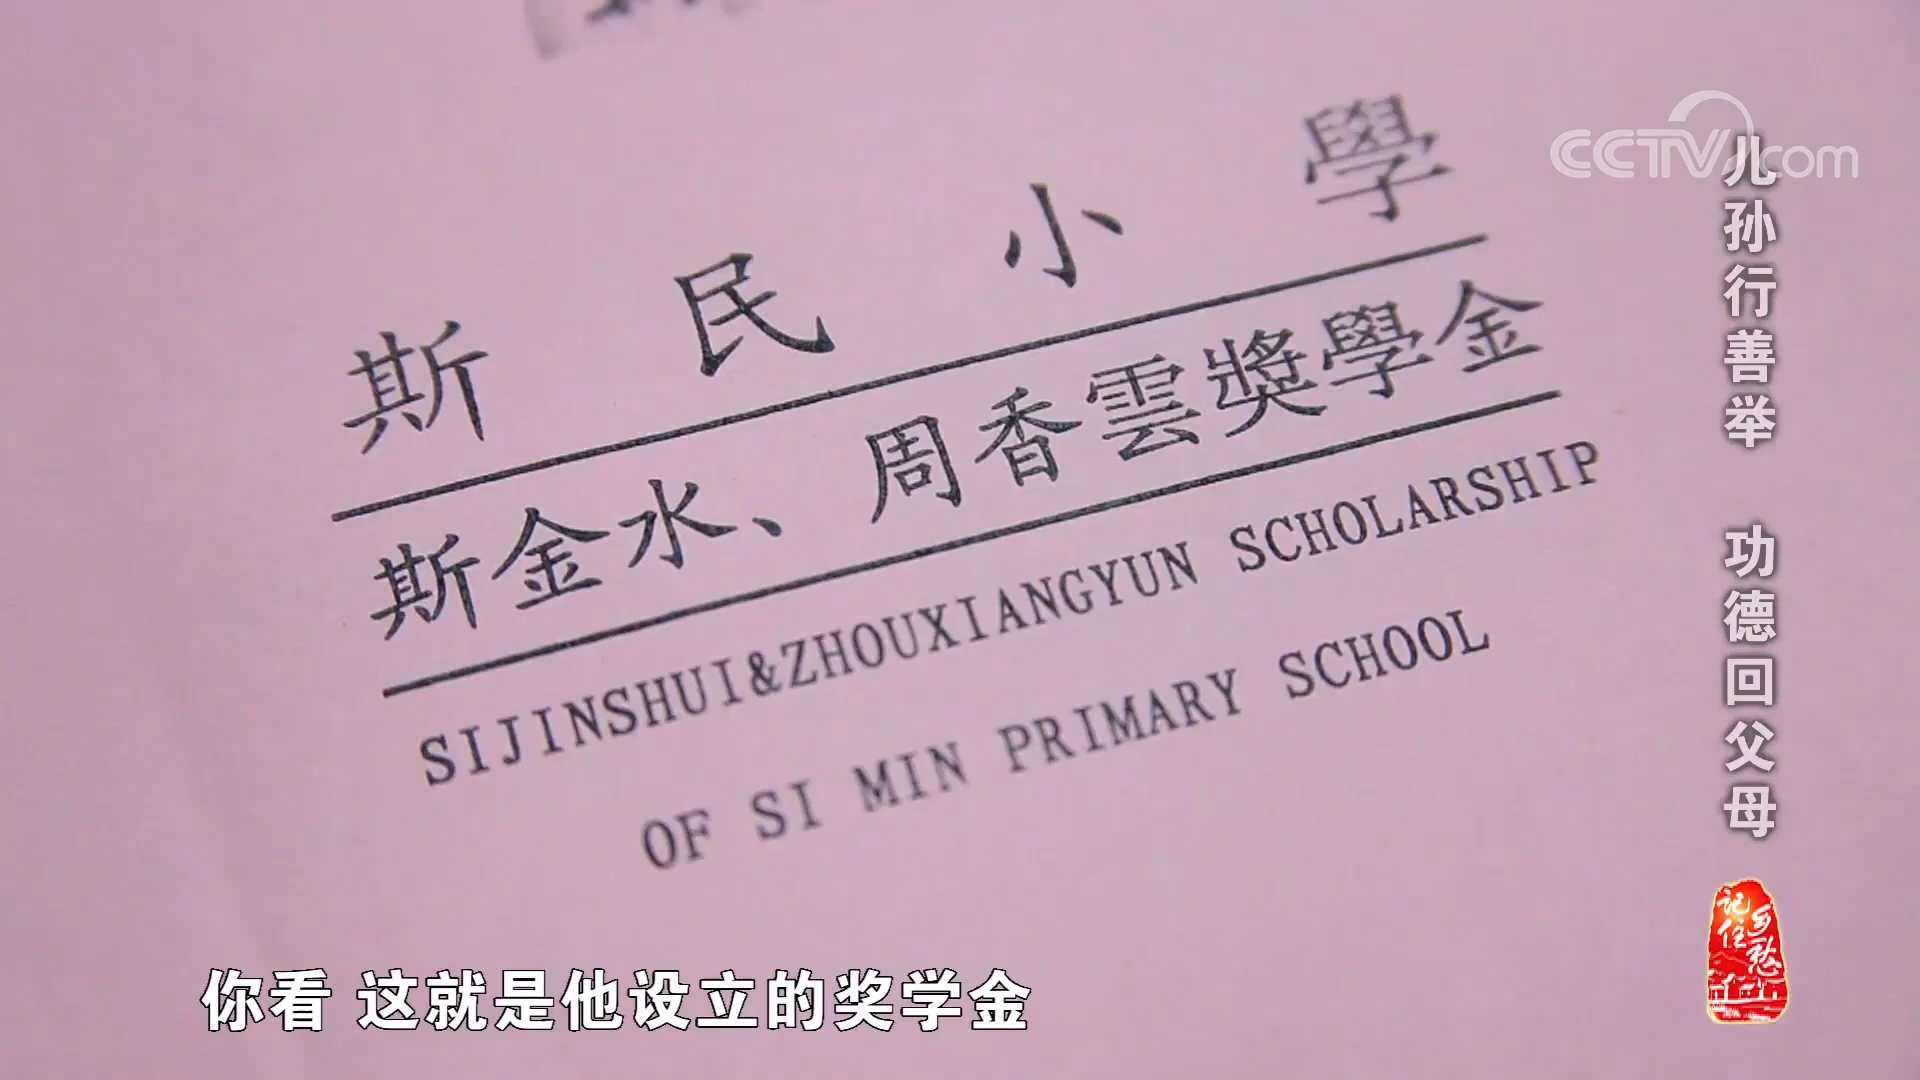 斯民小學
斯金水、周香雲獎學金
SIJINSHUI&ZHOUXIANGYUN SCHOLARSHIP
OF SI MIN PRIMARY SCHOOL
CCTV.com
儿孙行善举 功德回父母
记住乡愁
你看 这就是他设立的奖学金